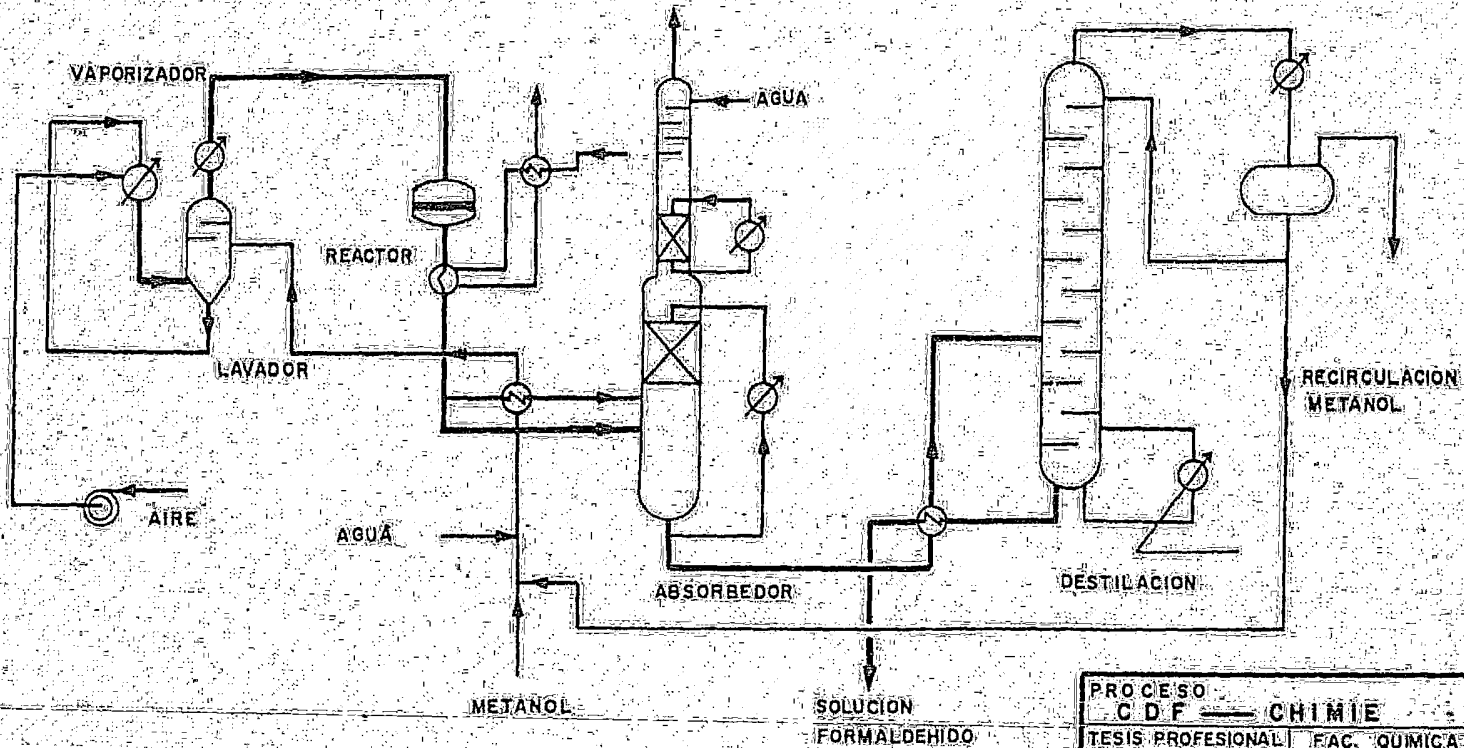 VAPORIZADOR
AGUA
REACTOR
LAVADOR
RECIRCULACION
METANOL
AIRE
AGUA
ABSORBEDOR
DESTILACION
METANOL
SOLUCION
FORMALDEHIDO
PROCESO
CDF — CHIMIE
TESIS PROFESIONAL FAC. QUIMICA